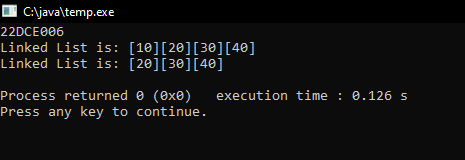 C:\java\temp.exe
22DCE006
Linked List is: [10][20][30][40]
Linked List is: [20][30][40]
Process returned 0 (0x0)   execution time : 0.126 s
Press any key to continue.